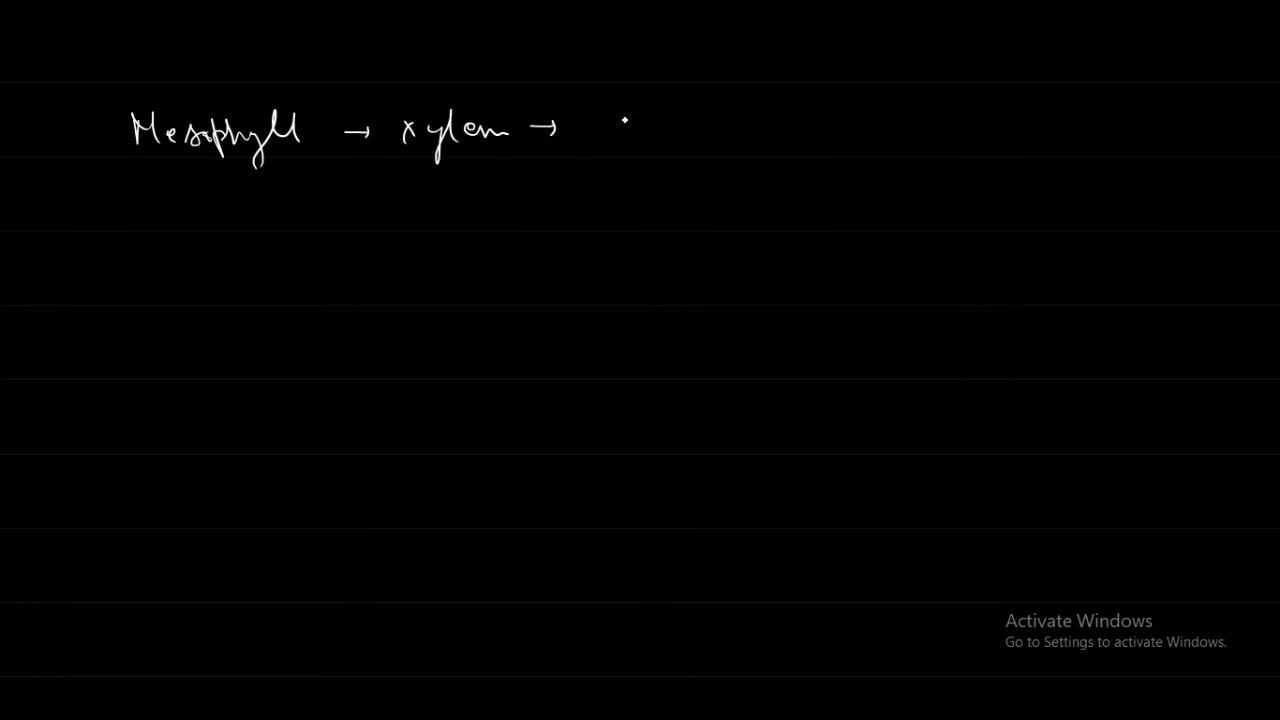 Mesophyll → xylem →
Activate Windows
Go to Settings to activate Windows.